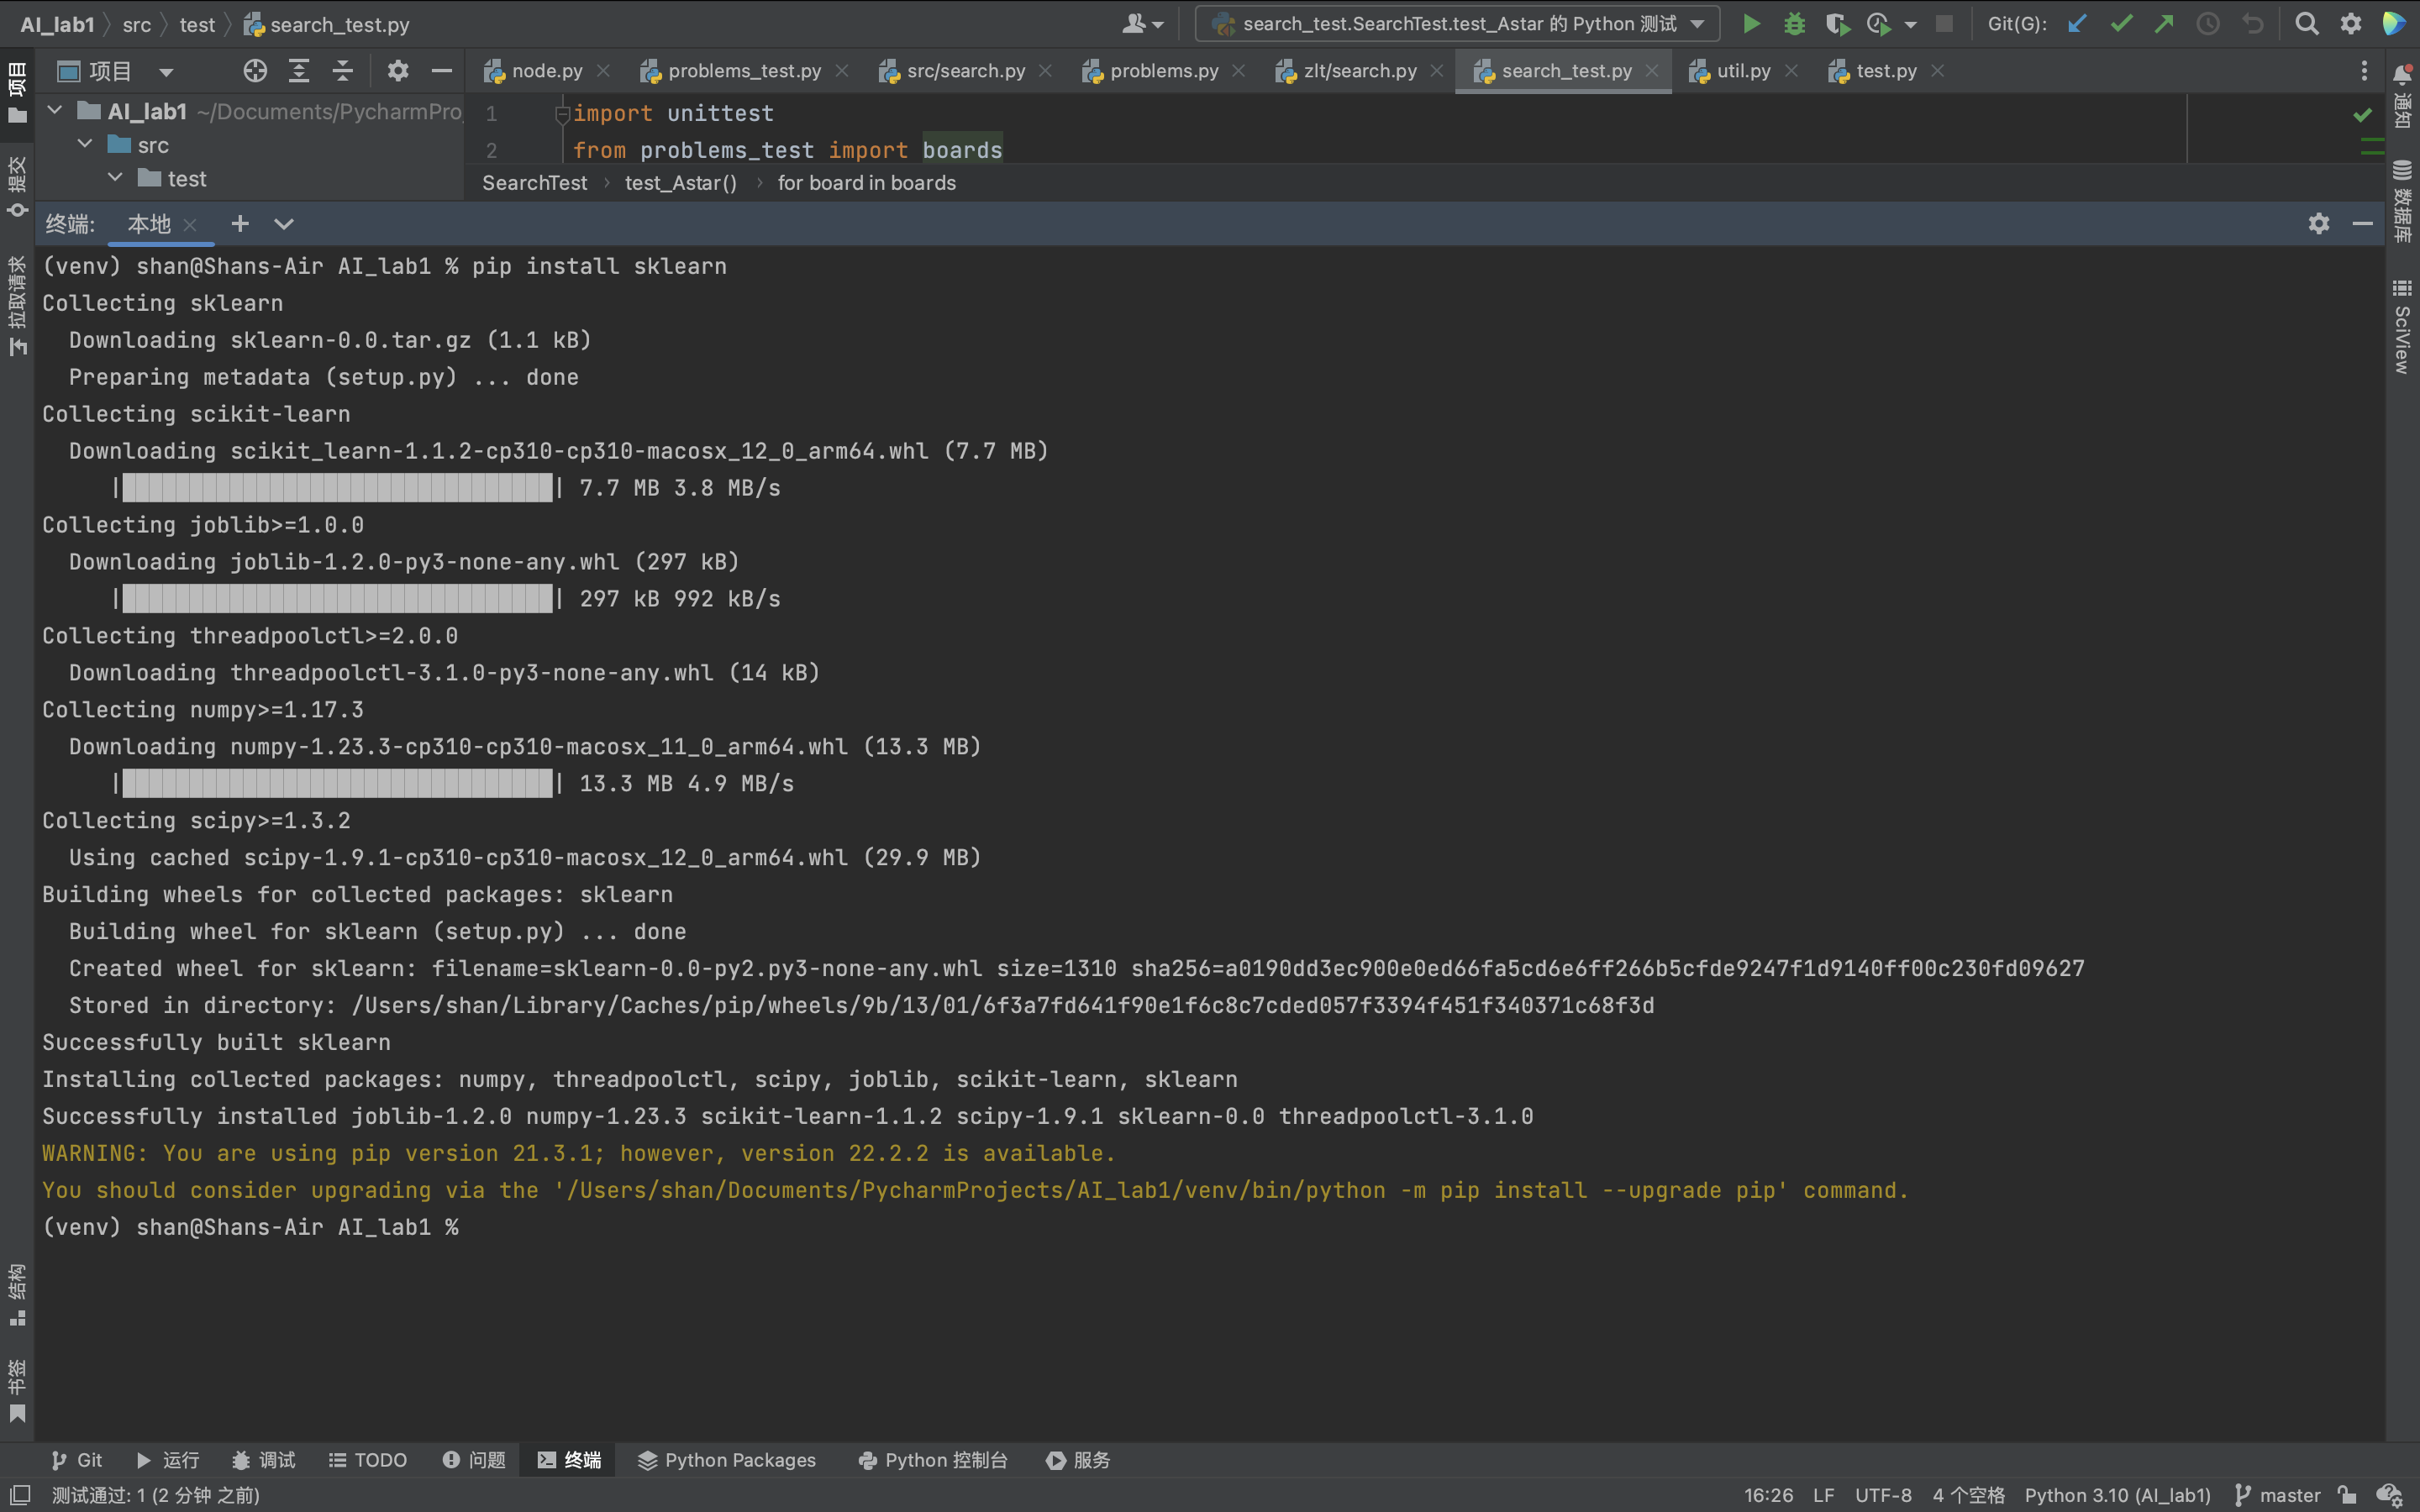 AI_lab1 src test search_test.py search_test.SearchTest.test_Astar 的 Python 测试 Git(G):
项目 node.py problems_test.py src/search.py problems.py zlt/search.py search_test.py util.py test.py
AI_lab1 ~/Documents/PycharmPro
src
test
1 import unittest
2 from problems_test import boards
SearchTest test_Astar() for board in boards
终端: 本地
(venv) shan@Shans-Air AI_lab1 % pip install sklearn
Collecting sklearn
Downloading sklearn-0.0.tar.gz (1.1 kB)
Preparing metadata (setup.py) ... done
Collecting scikit-learn
Downloading scikit_learn-1.1.2-cp310-cp310-macosx_12_0_arm64.whl (7.7 MB)
| | 7.7 MB 3.8 MB/s
Collecting joblib>=1.0.0
Downloading joblib-1.2.0-py3-none-any.whl (297 kB)
| | 297 kB 992 kB/s
Collecting threadpoolctl>=2.0.0
Downloading threadpoolctl-3.1.0-py3-none-any.whl (14 kB)
Collecting numpy>=1.17.3
Downloading numpy-1.23.3-cp310-cp310-macosx_11_0_arm64.whl (13.3 MB)
| | 13.3 MB 4.9 MB/s
Collecting scipy>=1.3.2
Using cached scipy-1.9.1-cp310-cp310-macosx_12_0_arm64.whl (29.9 MB)
Building wheels for collected packages: sklearn
Building wheel for sklearn (setup.py) ... done
Created wheel for sklearn: filename=sklearn-0.0-py2.py3-none-any.whl size=1310 sha256=a0190dd3ec900e0ed66fa5cd6e6ff266b5cfde9247f1d9140ff00c230fd09627
Stored in directory: /Users/shan/Library/Caches/pip/wheels/9b/13/01/6f3a7fd641f90e1f6c8c7cded057f3394f451f340371c68f3d
Successfully built sklearn
Installing collected packages: numpy, threadpoolctl, scipy, joblib, scikit-learn, sklearn
Successfully installed joblib-1.2.0 numpy-1.23.3 scikit-learn-1.1.2 scipy-1.9.1 sklearn-0.0 threadpoolctl-3.1.0
WARNING: You are using pip version 21.3.1; however, version 22.2.2 is available.
You should consider upgrading via the '/Users/shan/Documents/PycharmProjects/AI_lab1/venv/bin/python -m pip install --upgrade pip' command.
(venv) shan@Shans-Air AI_lab1 %
项目
提交
拉取请求
结构
书签
通知
数据库
SciView
Git 运行 调试 TODO 问题 终端 Python Packages Python 控制台 服务
测试通过: 1 (2 分钟 之前) 16:26 LF UTF-8 4 个空格 Python 3.10 (AI_lab1) master